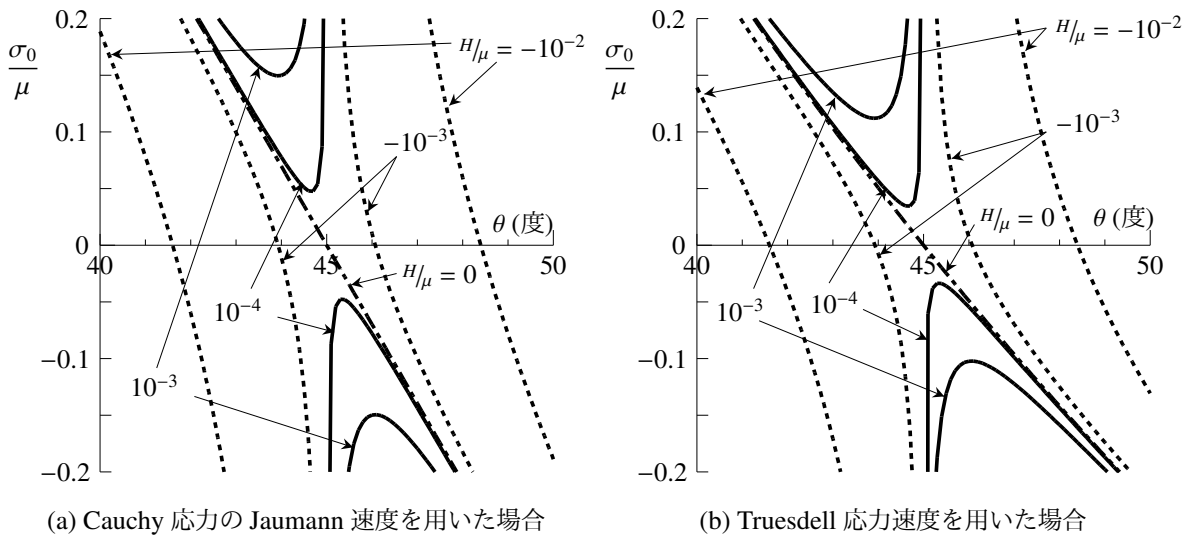 0.2
σ₀/μ
0.1
0
−0.1
−0.2
40
45
50
θ (度)
H/μ = −10⁻²
−10⁻³
H/μ = 0
10⁻⁴
10⁻³
(a) Cauchy 応力の Jaumann 速度を用いた場合
0.2
σ₀/μ
0.1
0
−0.1
−0.2
40
45
50
θ (度)
H/μ = −10⁻²
−10⁻³
H/μ = 0
10⁻⁴
10⁻³
(b) Truesdell 応力速度を用いた場合